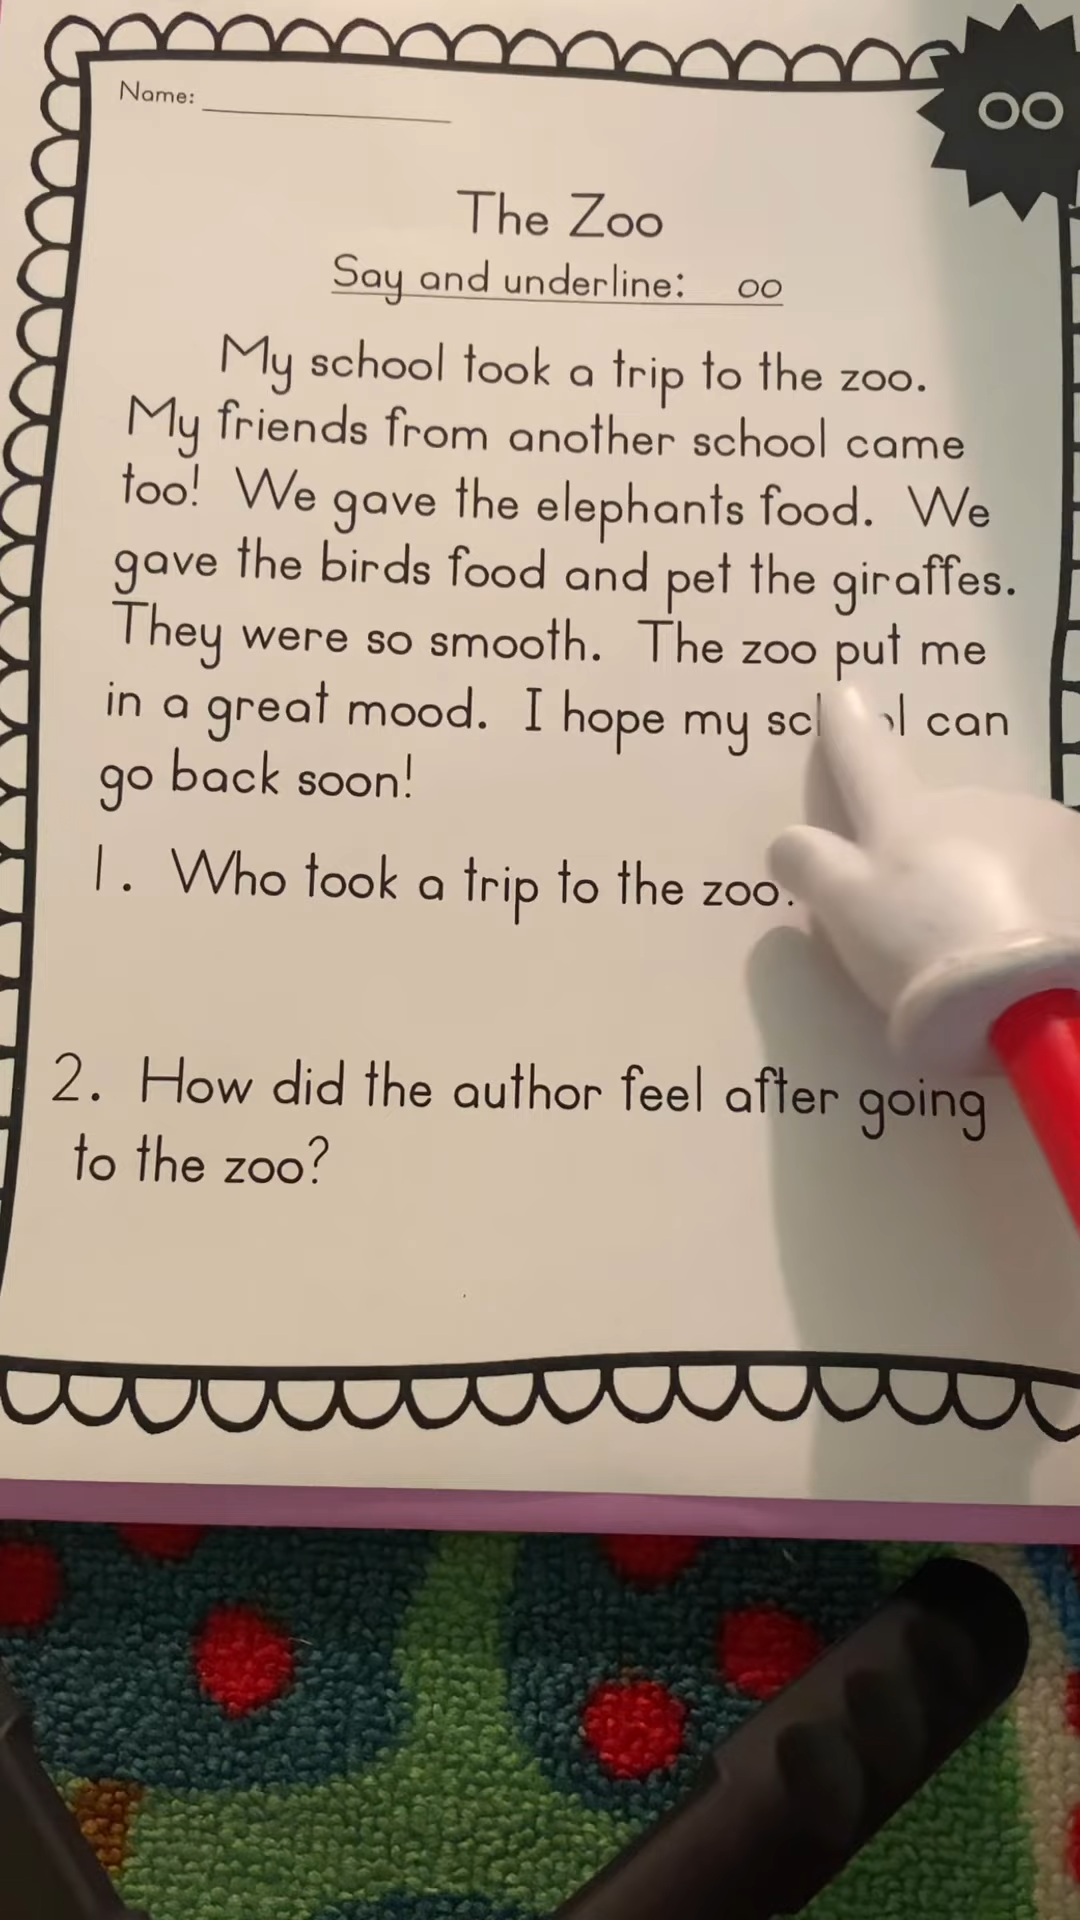 Name:
oo
The Zoo
Say and underline: oo
My school took a trip to the zoo.
My friends from another school came
too! We gave the elephants food. We
gave the birds food and pet the giraffes.
They were so smooth. The zoo put me
in a great mood. I hope my can
go back soon!
1. Who took a trip to the zoo
2. How did the author feel after going
to the zoo?